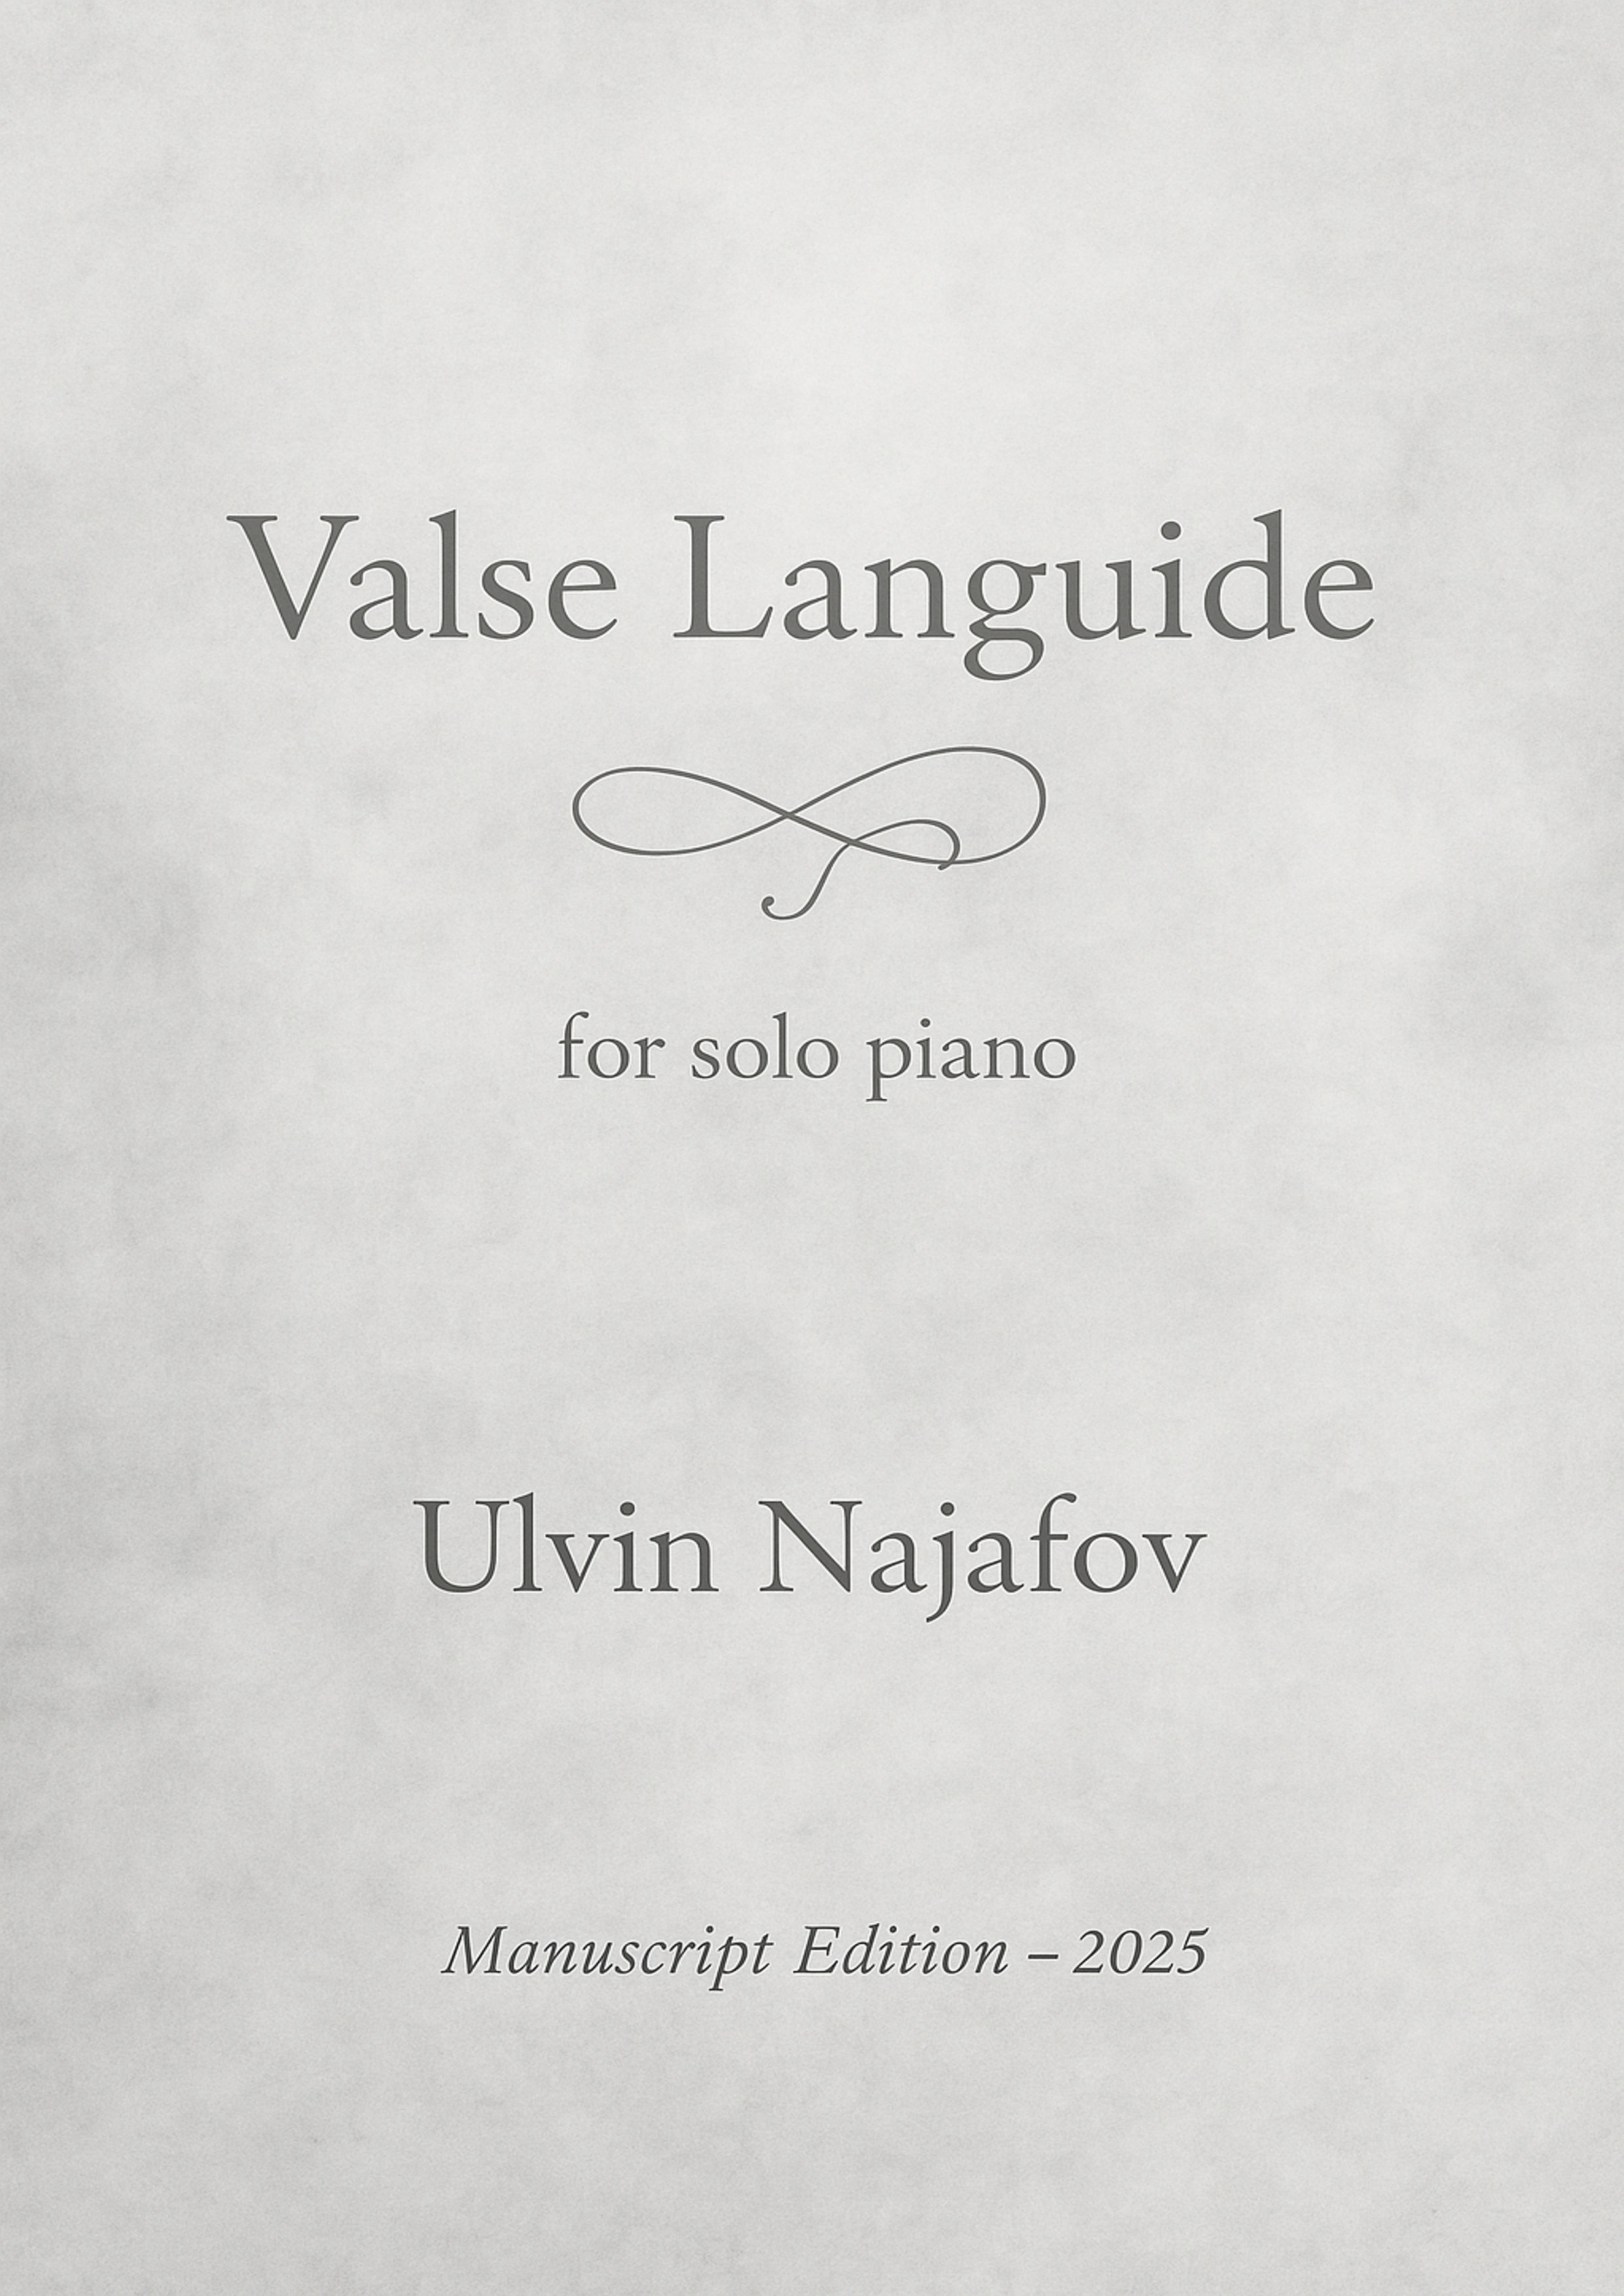 Valse Languide
for solo piano
Ulvin Najafov
Manuscript Edition – 2025